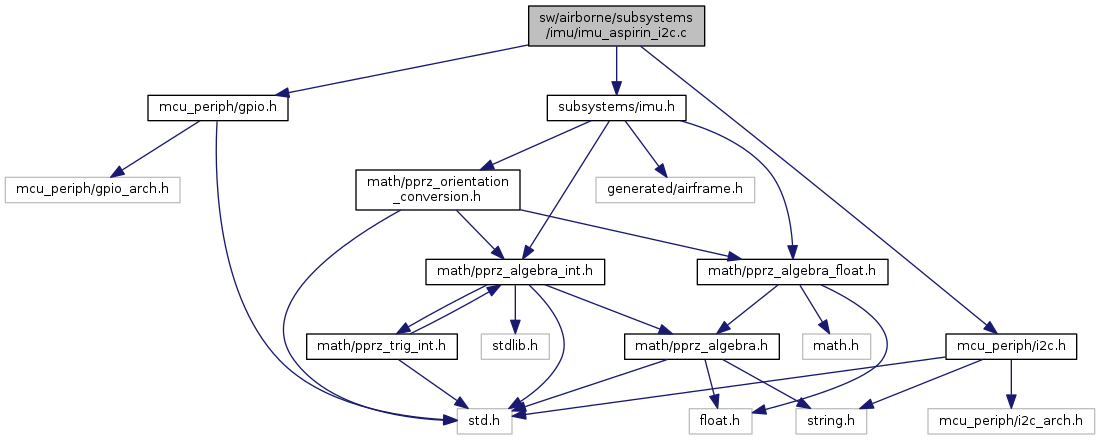 sw/airborne/subsystems
/imu/imu_aspirin_i2c.c
mcu_periph/gpio.h
subsystems/imu.h
mcu_periph/gpio_arch.h
math/pprz_orientation
_conversion.h
generated/airframe.h
math/pprz_algebra_int.h
math/pprz_algebra_float.h
math/pprz_trig_int.h
stdlib.h
math/pprz_algebra.h
math.h
mcu_periph/i2c.h
std.h
float.h
string.h
mcu_periph/i2c_arch.h